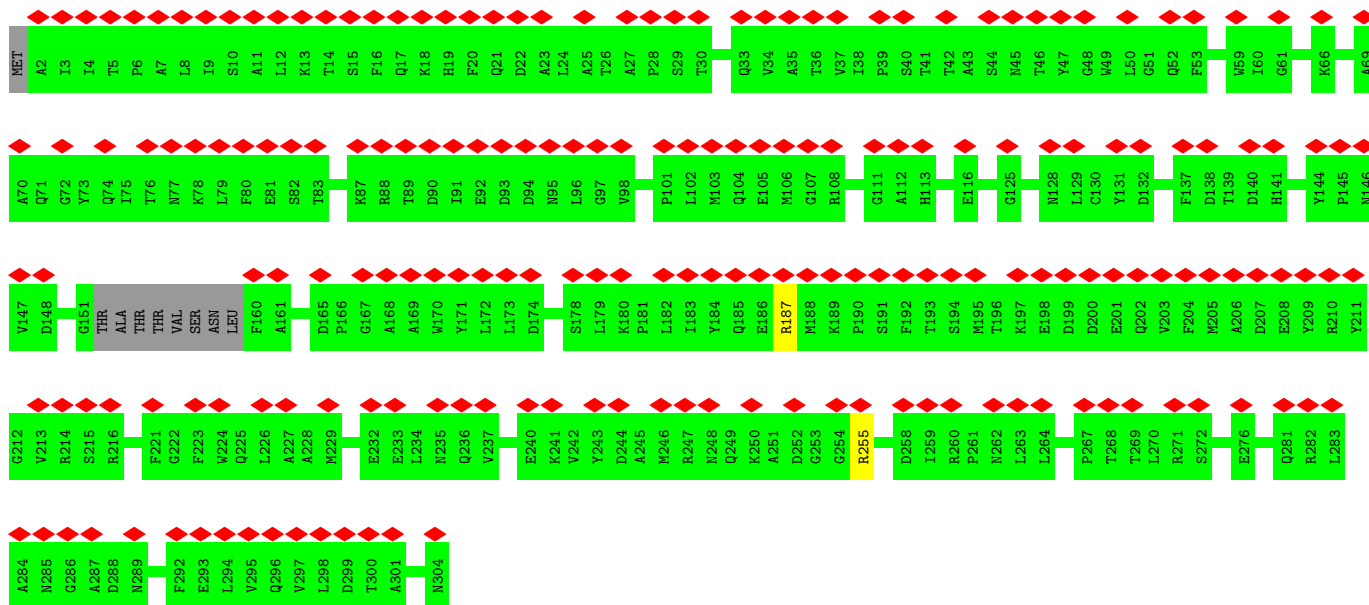 MET A2 I3 I4 T5 P6 A7 L8 I9 S10 A11 L12 K13 T14 S15 F16 Q17 K18 H19 F20 Q21 D22 A23 L24 A25 T26 A27 P28 S29 T30 Q33 V34 A35 T36 V37 I38 P39 S40 T41 T42 A43 S44 N45 T46 Y47 G48 W49 L50 G51 Q52 F53 W59 I60 G61 K66 A69
A70 Q71 G72 Y73 Q74 I75 T76 N77 K78 L79 F80 E81 S82 T83 K87 R88 T89 D90 I91 E92 D93 D94 N95 L96 G97 V98 P101 L102 M103 Q104 E105 M106 G107 R108 G111 A112 H113 E116 G125 N128 L129 C130 Y131 D132 F137 D138 T139 D140 H141 Y144 P145 N146
V147 D148 G151 THR ALA THR THR VAL SER ASN LEU F160 A161 D165 P166 G167 A168 A169 W170 Y171 L172 L173 D174 S178 L179 K180 P181 L182 I183 Y184 Q185 E186 R187 M188 K189 P190 S191 F192 T193 S194 M195 T196 K197 E198 D199 D200 E201 Q202 V203 F204 M205 A206 D207 E208 Y209 R210 Y211
G212 V213 R214 S215 R216 F221 G222 F223 W224 Q225 L226 A227 A228 M229 E232 E233 L234 N235 Q236 V237 E240 K241 V242 Y243 D244 A245 M246 R247 N248 Q249 K250 A251 D252 G253 G254 R255 D258 I259 R260 P261 N262 L263 L264 P267 T268 T269 L270 R271 S272 E276 Q281 R282 L283
A284 N285 G286 A287 D288 N289 F292 E293 L294 V295 Q296 V297 L298 D299 T300 A301 N304